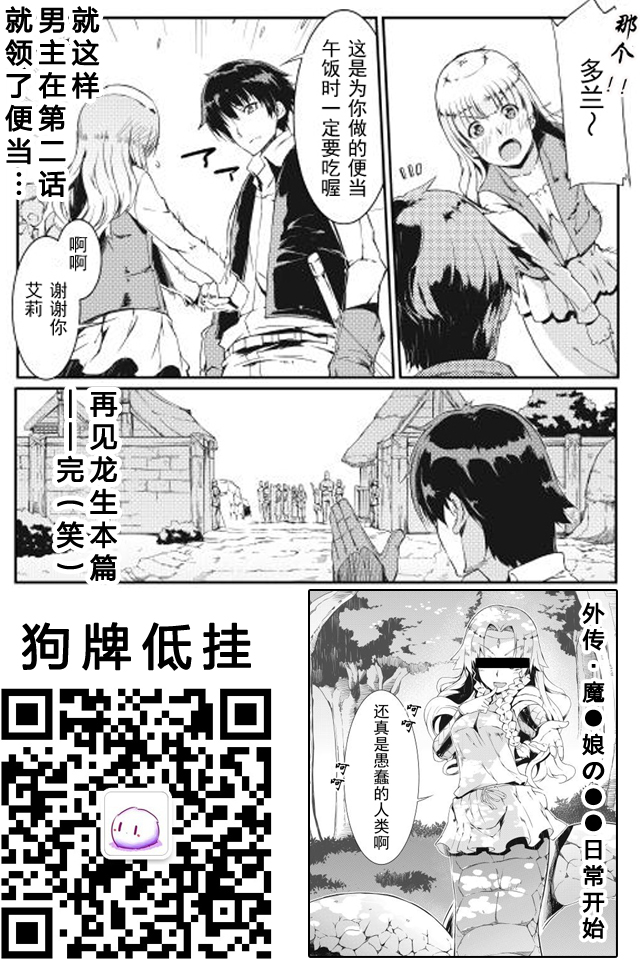 那个!!
多兰~
这是为你做的便当
午饭时一定要吃喔
啊啊
谢谢你
艾莉
就这样
男主在第二话
就领了便当…
再见龙生本篇
——完(笑)
外传·魔●娘の●●日常开始
呵
呵
还真是愚蠢的人类啊
呵
呵
狗牌低挂